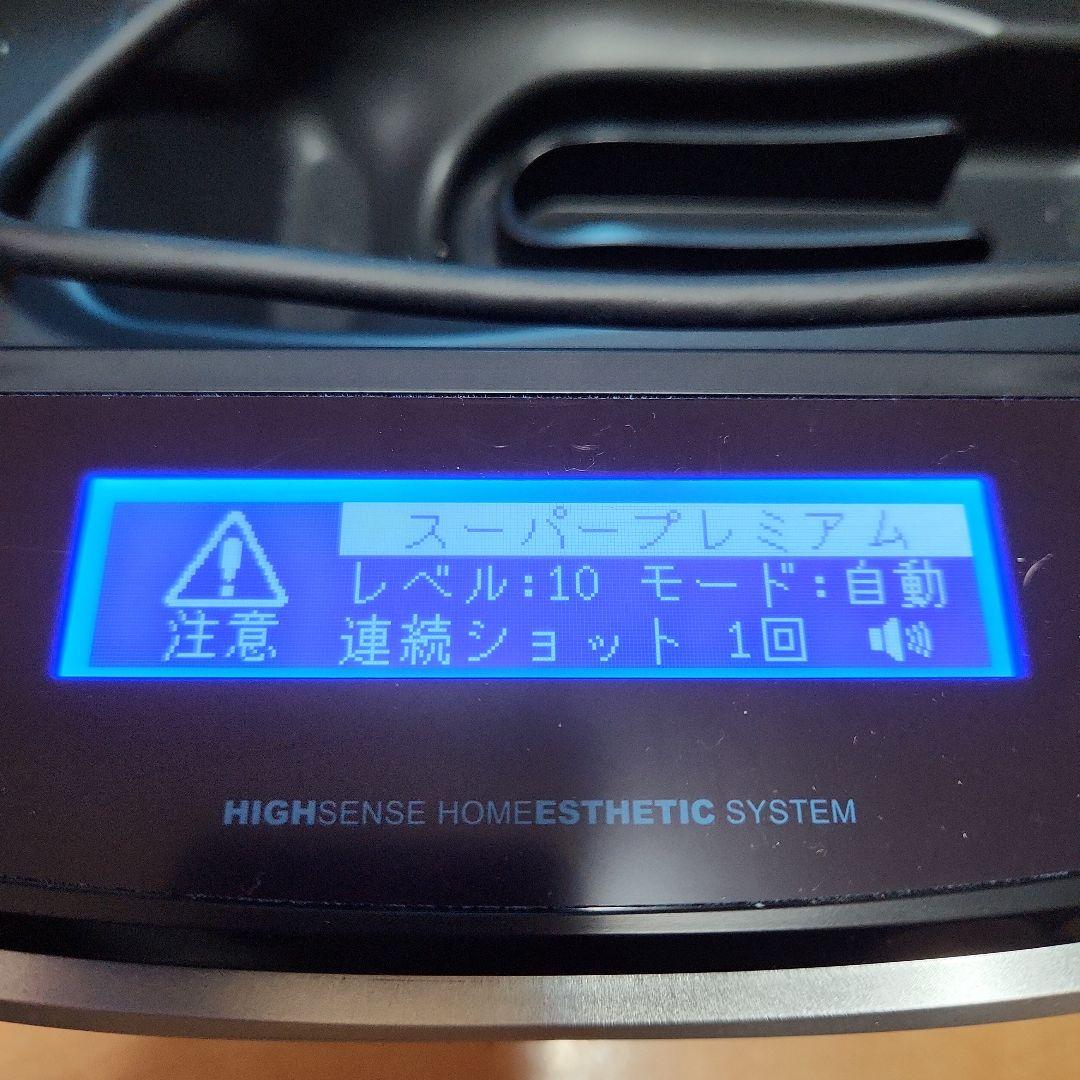 スーパープレミアム
レベル:10 モード:自動
注意 連続ショット 1回
HIGHSENSE HOMEESTHETIC SYSTEM